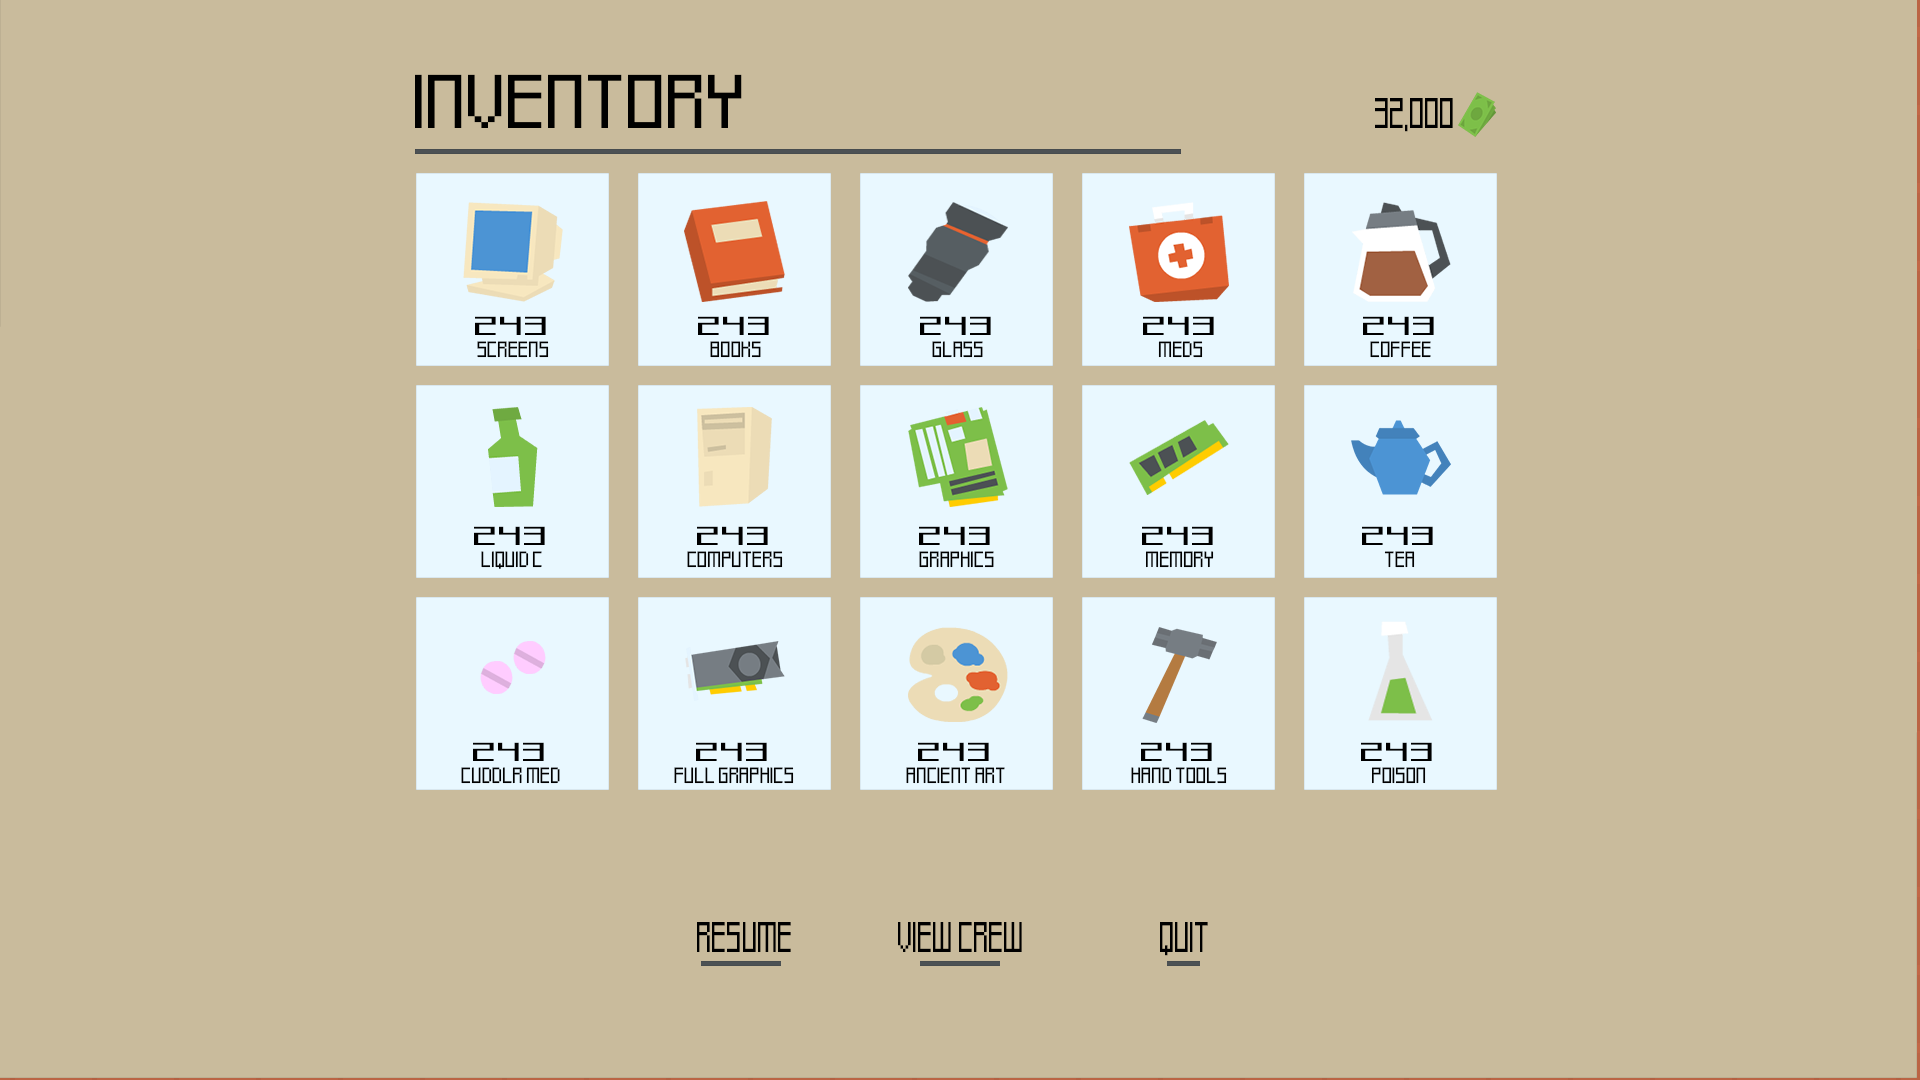 INVENTORY
32,000
243
SCREENS
243
BOOKS
243
GLASS
243
MEDS
243
COFFEE
243
LIQUID C
243
COMPUTERS
243
GRAPHICS
243
MEMORY
243
TEA
243
CUDDLR MED
243
FULL GRAPHICS
243
ANCIENT ART
243
HAND TOOLS
243
POISON
RESUME
VIEW CREW
QUIT